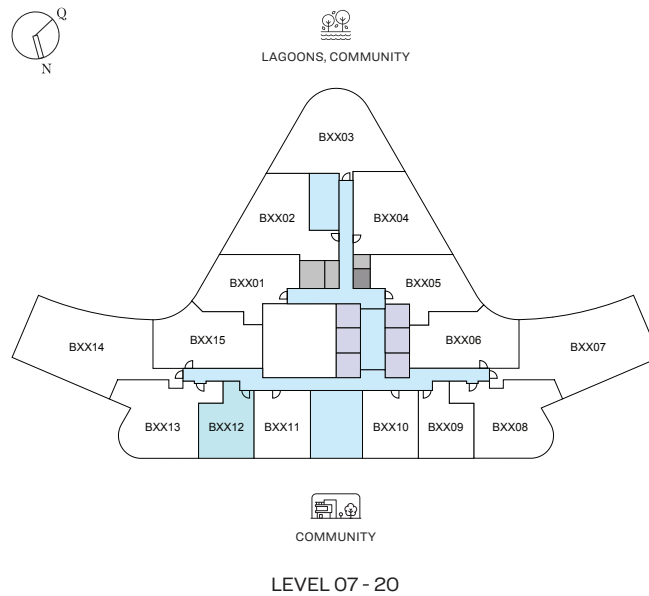 Q
N
LAGOONS, COMMUNITY
BXX03
BXX02
BXX04
BXX01
BXX05
BXX14
BXX15
BXX06
BXX07
BXX13
BXX12
BXX11
BXX10
BXX09
BXX08
COMMUNITY
LEVEL 07 - 20